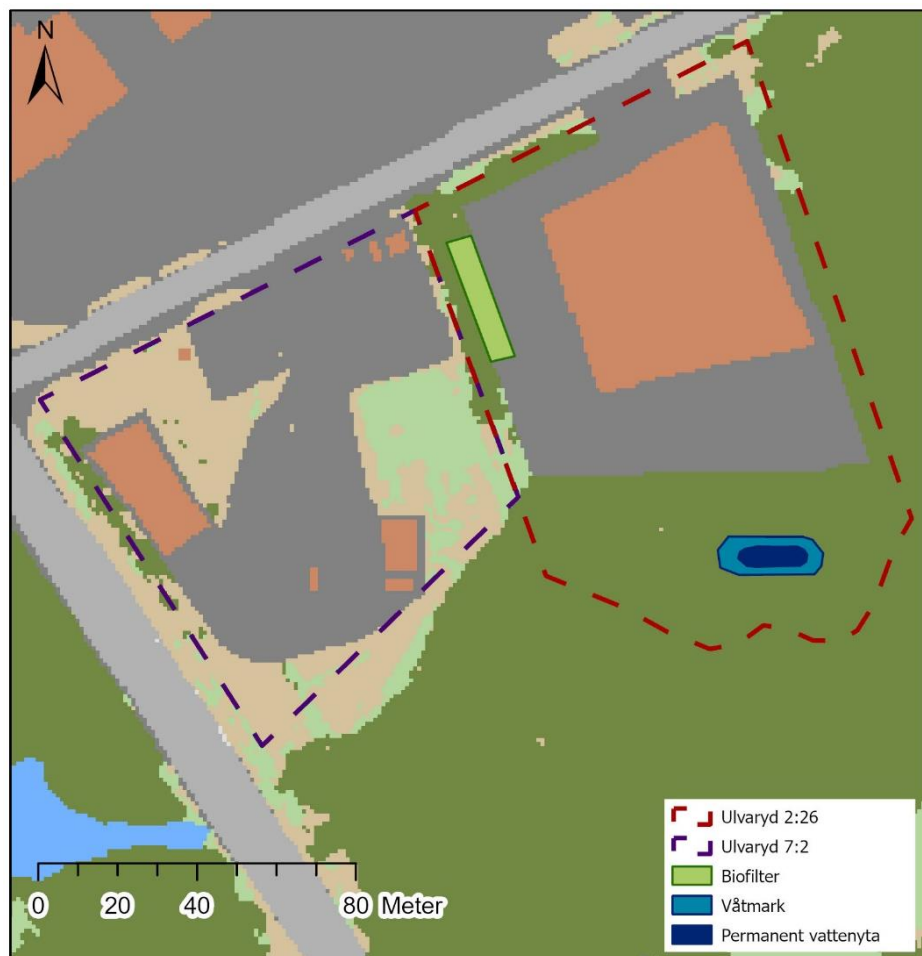 N
Ulvaryd 2:26
Ulvaryd 7:2
Biofilter
Våtmark
Permanent vattenyta
0 20 40 80 Meter